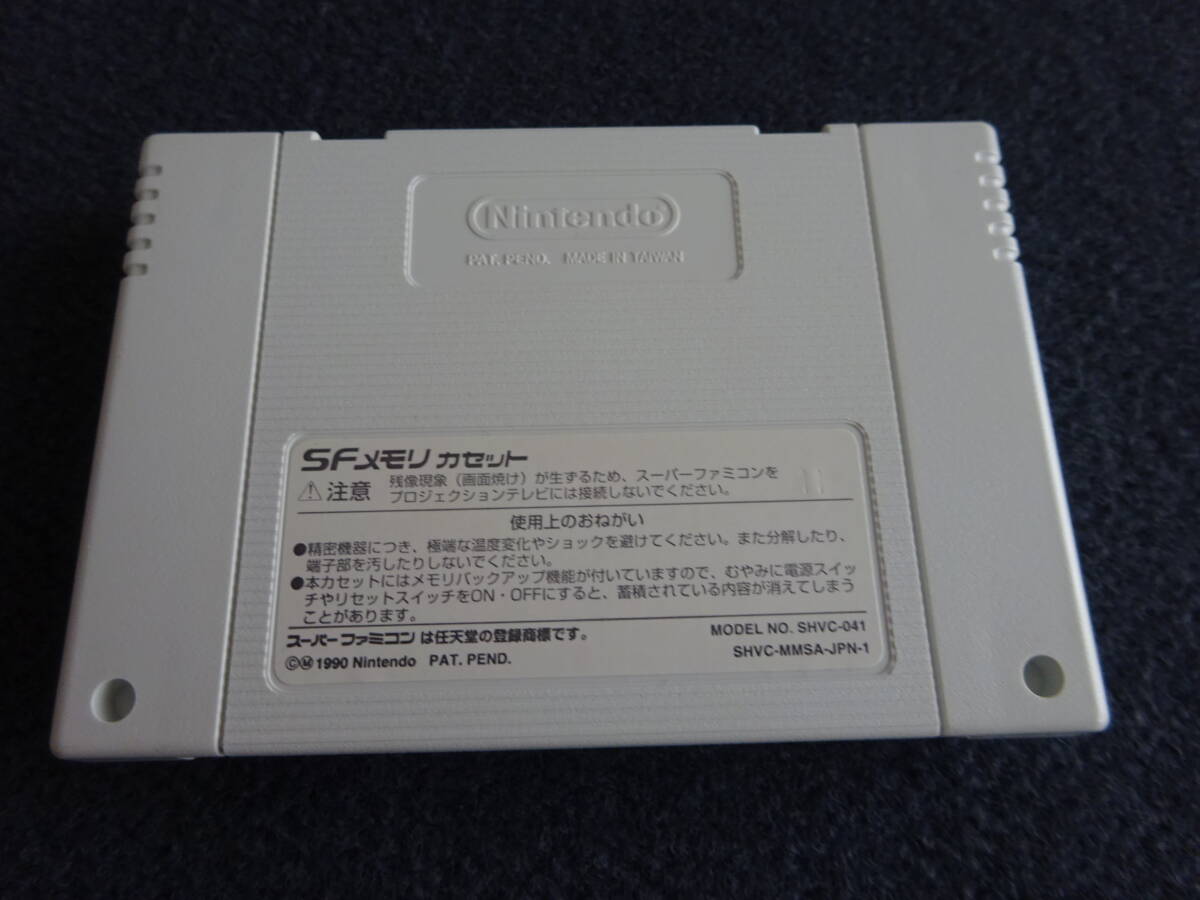 Nintendo
PAT. PEND. MADE IN TAIWAN
SFメモリ カセット
注意 残像現象（画面焼け）が生ずるため、スーパーファミコンを
プロジェクションテレビには接続しないでください。
使用上のおねがい
●精密機器につき、極端な温度変化やショックを避けてください。また分解したり、
端子部を汚したりしないでください。
●本カセットにはメモリバックアップ機能が付いていますので、むやみに電源スイッ
チやリセットスイッチをON・OFFにすると、蓄積されている内容が消えてしまう
ことがあります。
スーパーファミコンは任天堂の登録商標です。
MODEL NO. SHVC-041
©Ⓜ1990 Nintendo PAT. PEND.
SHVC-MMSA-JPN-1